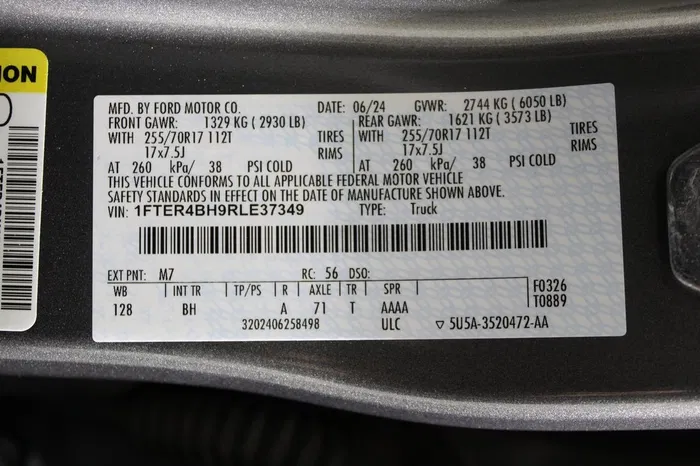 ION
MFD. BY FORD MOTOR CO. DATE: 06/24 GVWR: 2744 KG ( 6050 LB)
FRONT GAWR: 1329 KG ( 2930 LB) REAR GAWR: 1621 KG ( 3573 LB)
WITH 255/70R17 112T TIRES WITH 255/70R17 112T TIRES
17x7.5J RIMS 17x7.5J RIMS
AT 260 kPa/ 38 PSI COLD AT 260 kPa/ 38 PSI COLD
THIS VEHICLE CONFORMS TO ALL APPLICABLE FEDERAL MOTOR VEHICLE
SAFETY STANDARDS IN EFFECT ON THE DATE OF MANUFACTURE SHOWN ABOVE.
VIN: 1FTER4BH9RLE37349 TYPE: Truck
EXT PNT: M7 RC: 56 DSO: F0326
WB INT TR TP/PS R AXLE TR SPR T0889
128 BH A 71 T AAAA
3202406258498 ULC ▽ 5U5A-3520472-AA